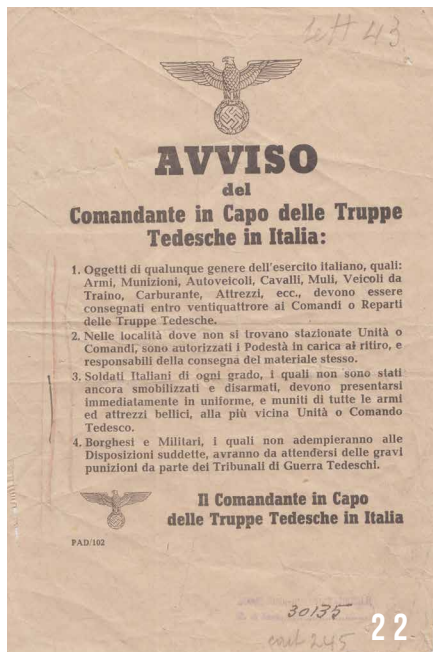 sett 43
AVVISO
del
Comandante in Capo delle Truppe
Tedesche in Italia:
1. Oggetti di qualunque genere dell'esercito italiano, quali:
Armi, Munizioni, Autoveicoli, Cavalli, Muli, Veicoli da
Traino, Carburante, Attrezzi, ecc., devono essere
consegnati entro ventiquattrore ai Comandi o Reparti
delle Truppe Tedesche.
2. Nelle località dove non si trovano stazionate Unità o
Comandi, sono autorizzati i Podestà in carica ai ritiro, e
responsabili della consegna del materiale stesso.
3. Soldati Italiani di ogni grado, i quali non sono stati
ancora smobilizzati e disarmati, devono presentarsi
immediatamente in uniforme, e muniti di tutte le armi
ed attrezzi bellici, alla più vicina Unità o Comando
Tedesco.
4. Borghesi e Militari, i quali non adempieranno alle
Disposizioni suddette, avranno da attendersi delle gravi
punizioni da parte dei Tribunali di Guerra Tedeschi.
Il Comandante in Capo
delle Truppe Tedesche in Italia
PAD/102
30135
22
cart 245